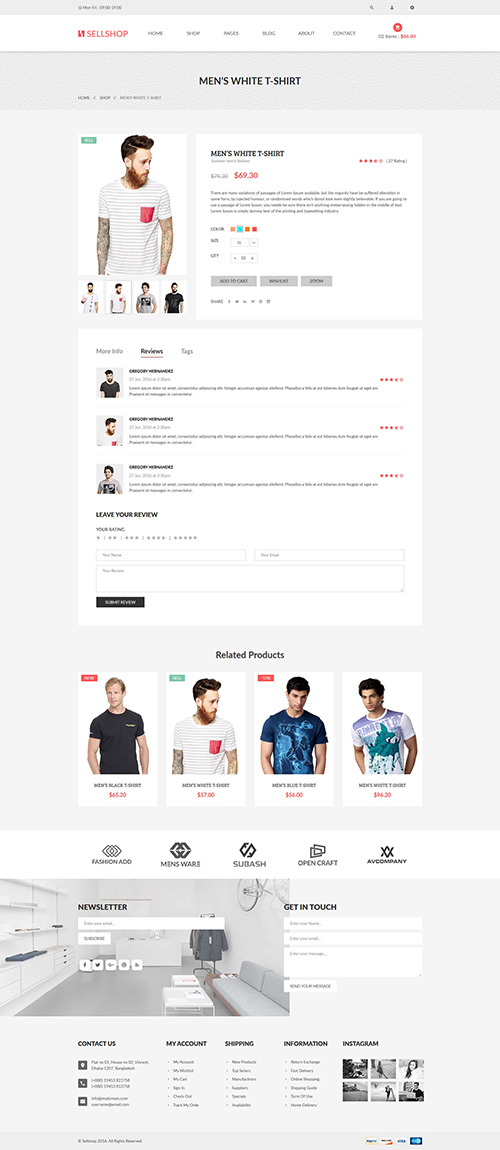 Mon-Fri : 09:00-19:00
SELLSHOP
HOME SHOP PAGES BLOG ABOUT CONTACT
02 Items : $86.00
MEN'S WHITE T-SHIRT
HOME / SHOP / MEN'S WHITE T-SHIRT
SELL
MEN'S WHITE T-SHIRT
Summer men's fashion
( 27 Rating )
$79.30 $69.30
There are many variations of passages of Lorem Ipsum available, but the majority have be suffered alteration in
some form, by injected humour, or randomised words which donot look even slightly believable. If you are going to
use a passage of Lorem Ipsum, you neede be sure there isn't anything embarrassing hidden in the middle of text.
Lorem Ipsum is simply dummy text of the printing and typesetting industry.
COLOR
SIZE XL
QTY - 02 +
ADD TO CART WISHLIST ZOOM
SHARE
More Info Reviews Tags
GREGORY HERNANDEZ
27 Jun, 2016 at 2:30pm
Lorem ipsum dolor sit amet, consectetur adipiscing elit. Integer accumsan egestas eleifend. Phasellus a felis at est bibendum feugiat ut eget are
Praesent et messages in consectetur.
GREGORY HERNANDEZ
27 Jun, 2016 at 2:30pm
Lorem ipsum dolor sit amet, consectetur adipiscing elit. Integer accumsan egestas eleifend. Phasellus a felis at est bibendum feugiat ut eget are
Praesent et messages in consectetur.
GREGORY HERNANDEZ
27 Jun, 2016 at 2:30pm
Lorem ipsum dolor sit amet, consectetur adipiscing elit. Integer accumsan egestas eleifend. Phasellus a felis at est bibendum feugiat ut eget are
Praesent et messages in consectetur.
LEAVE YOUR REVIEW
YOUR RATING
Your Name Your Email
Your Review
SUBMIT REVIEW
Related Products
NEW SELL
MEN'S BLACK T-SHIRT MEN'S WHITE T-SHIRT MEN'S BLUE T-SHIRT MEN'S WHITE T-SHIRT
$65.20 $57.00 $56.00 $96.20
FASHION ADD MENS WARE SUBASH OPEN CRAFT AVCOMPANY
NEWSLETTER
Enter your email...
SUBSCRIBE
GET IN TOUCH
Enter your Name...
Enter your email...
Enter your message...
SEND YOUR MESSAGE
CONTACT US MY ACCOUNT SHIPPING INFORMATION INSTAGRAM
Flat no 01, House no 02, Vincent,
Dhaka-1207, Bangladesh
(+880) 19453 821758
(+880) 19453 813758
info@mydomain.com
username@email.com
My Account
My Wishlist
My Cart
Sign In
Check Out
Track My Orde
New Products
Top Sellers
Manufactirers
Suppliers
Specials
Availability
Return Exchange
Fast Delivery
Online Shopping
Shipping Guide
Turm Of Use
Home Delivery
© Sellshop 2016. All Rights Reserved.
PayPal VISA